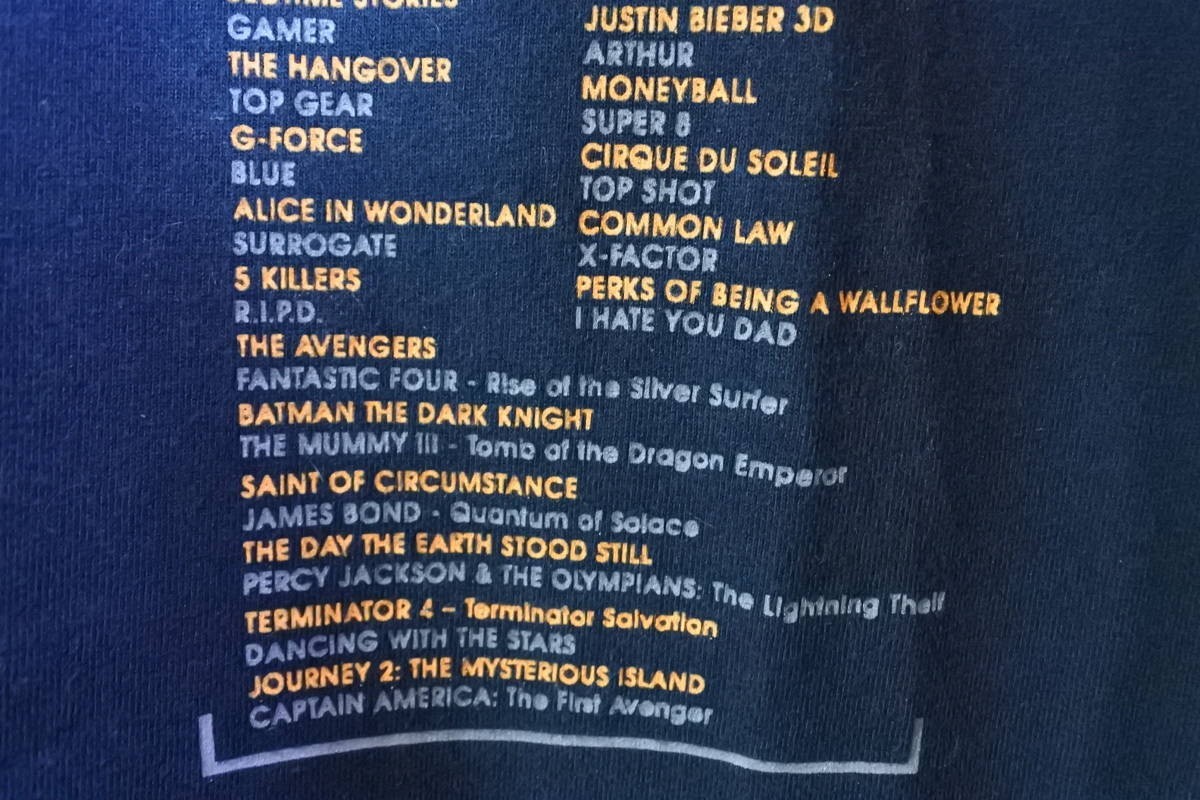 BEDTIME STORIES
GAMER
THE HANGOVER
TOP GEAR
G-FORCE
BLUE
ALICE IN WONDERLAND
SURROGATE
5 KILLERS
R.I.P.D.
THE AVENGERS
FANTASTIC FOUR - Rise of the Silver Surfer
BATMAN THE DARK KNIGHT
THE MUMMY III - Tomb of the Dragon Emperor
SAINT OF CIRCUMSTANCE
JAMES BOND - Quantum of Solace
THE DAY THE EARTH STOOD STILL
PERCY JACKSON & THE OLYMPIANS: The Lightning Theif
TERMINATOR 4 - Terminator Salvation
DANCING WITH THE STARS
JOURNEY 2: THE MYSTERIOUS ISLAND
CAPTAIN AMERICA: The First Avenger
JUSTIN BIEBER 3D
ARTHUR
MONEYBALL
SUPER 8
CIRQUE DU SOLEIL
TOP SHOT
COMMON LAW
X-FACTOR
PERKS OF BEING A WALLFLOWER
I HATE YOU DAD